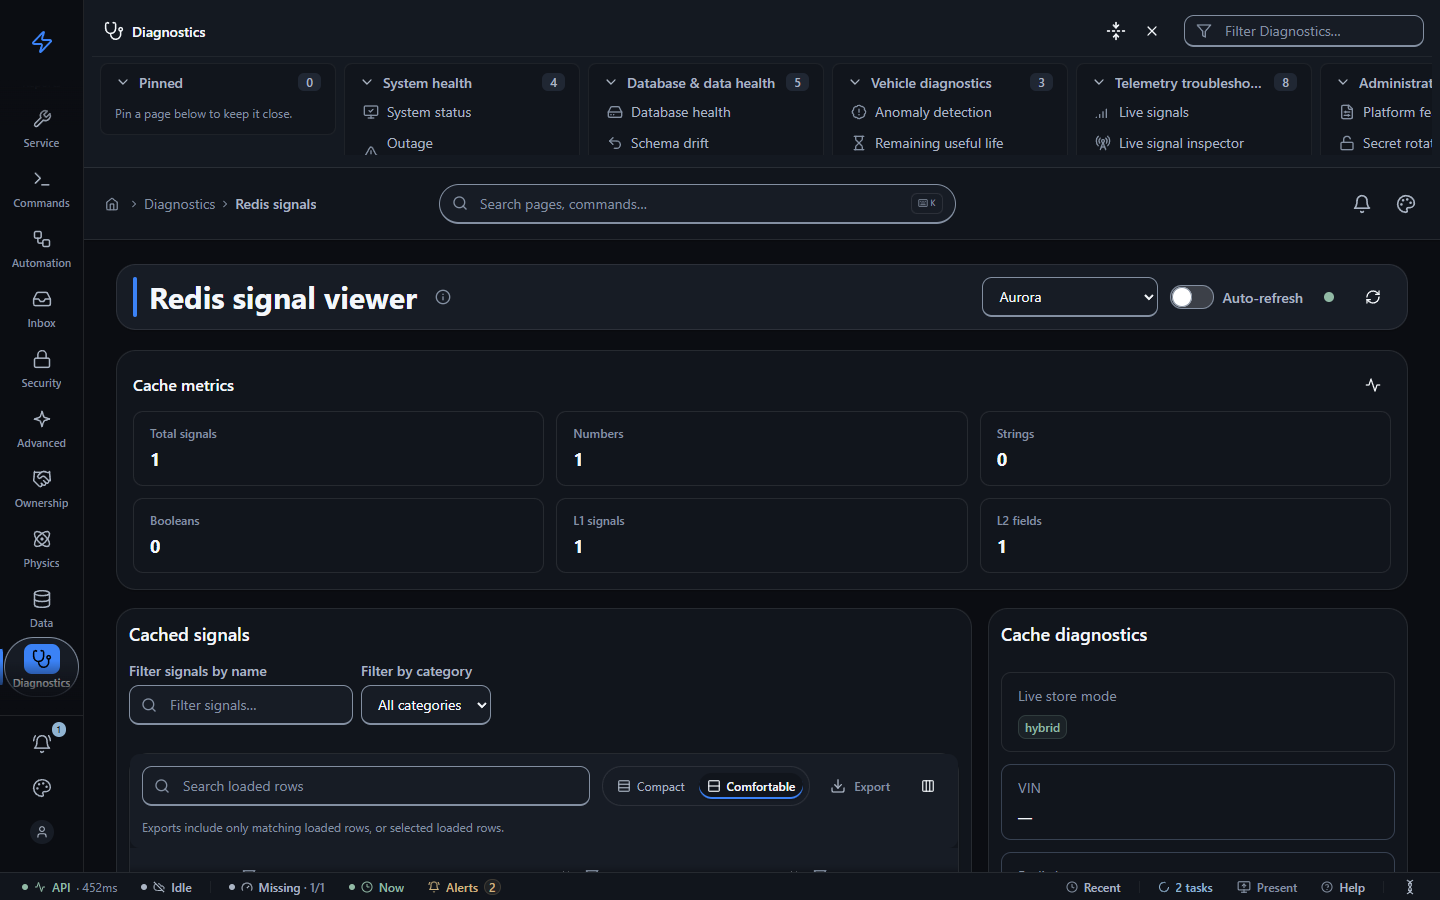 Diagnostics
Filter Diagnostics...
Pinned 0
Pin a page below to keep it close.
System health 4
System status
Outage
Database & data health 5
Database health
Schema drift
Vehicle diagnostics 3
Anomaly detection
Remaining useful life
Telemetry troublesho... 8
Live signals
Live signal inspector
Administrat
Platform fe
Secret rotat
Service
Commands
Automation
Inbox
Security
Advanced
Ownership
Physics
Data
Diagnostics
1
Diagnostics
Redis signals
Search pages, commands...
K
Redis signal viewer
Aurora
Auto-refresh
Cache metrics
Total signals
1
Numbers
1
Strings
0
Booleans
0
L1 signals
1
L2 fields
1
Cached signals
Filter signals by name
Filter signals...
Filter by category
All categories
Search loaded rows
Compact
Comfortable
Export
Exports include only matching loaded rows, or selected loaded rows.
Cache diagnostics
Live store mode
hybrid
VIN
—
API · 452ms
Idle
Missing · 1/1
Now
Alerts 2
Recent
2 tasks
Present
Help